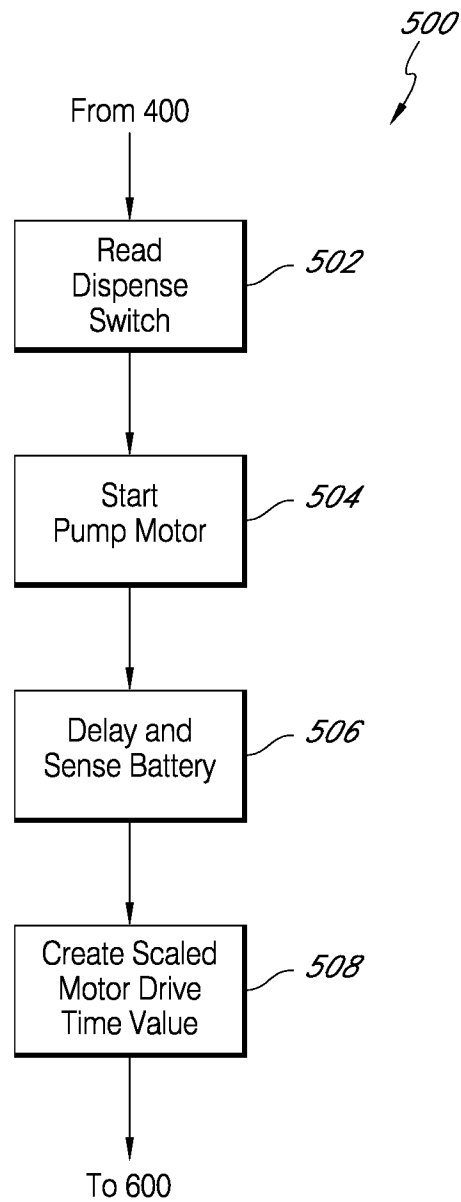 500
From 400
Read
Dispense
Switch
502
Start
Pump Motor
504
Delay and
Sense Battery
506
Create Scaled
Motor Drive
Time Value
508
To 600